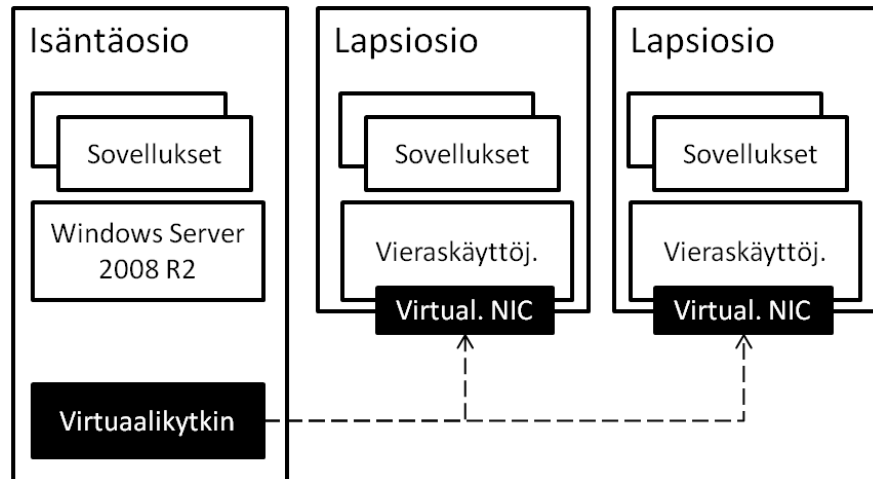 Isäntäosio
Sovellukset
Windows Server
2008 R2
Virtuaalikytkin
Lapsiosio
Sovellukset
Vieraskäyttöj.
Virtual. NIC
Lapsiosio
Sovellukset
Vieraskäyttöj.
Virtual. NIC